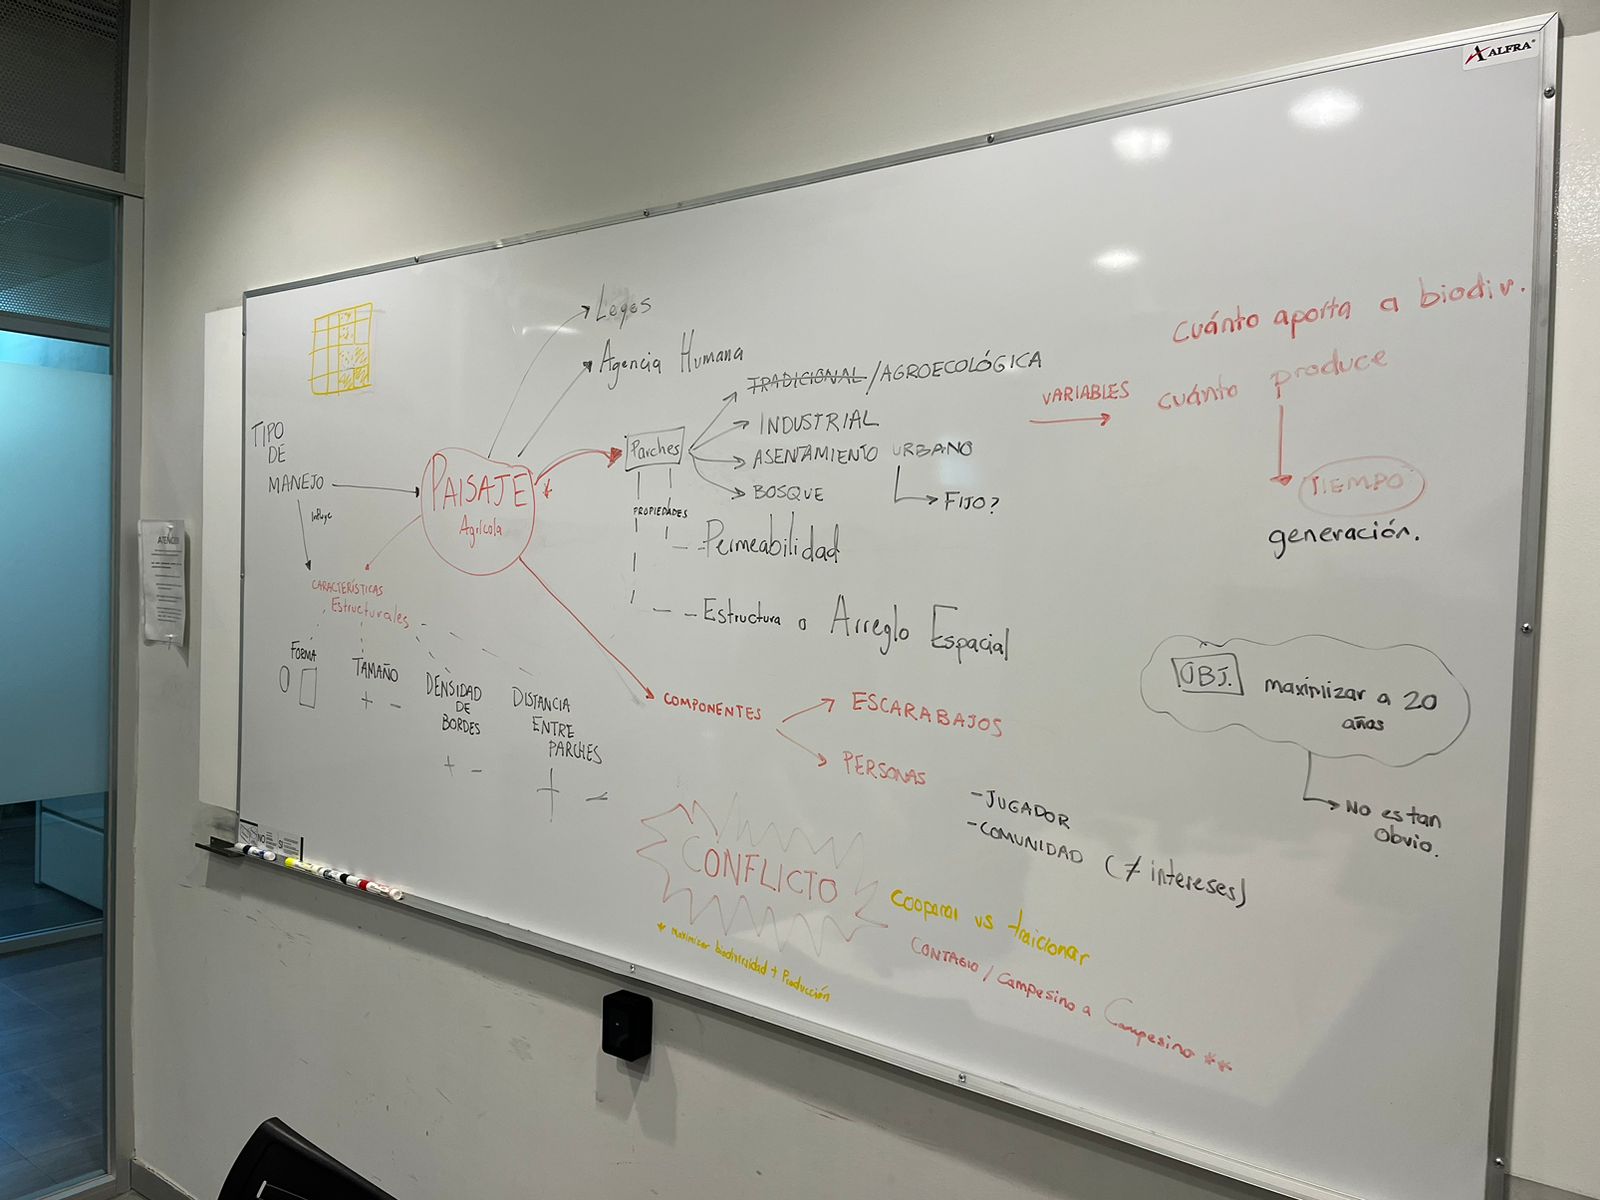 ALFRA
Leyes
Agencia Humana
TRADICIONAL/AGROECOLÓGICA
INDUSTRIAL
ASENTAMIENTO URBANO
BOSQUE
FIJO?
VARIABLES
cuánto aporta a biodiv.
cuánto produce
TIEMPO
generación.
TIPO
DE
MANEJO
Influye
PAISAJE
Agrícola
Parches
PROPIEDADES
Permeabilidad
Estructura o Arreglo Espacial
CARACTERÍSTICAS
Estructurales
FORMA
TAMAÑO
+ -
DENSIDAD
DE
BORDES
+ -
DISTANCIA
ENTRE
PARCHES
+ -
COMPONENTES
ESCARABAJOS
PERSONAS
- JUGADOR
- COMUNIDAD (≠ intereses)
OBJ. maximizar a 20
años
No es tan
Obvio.
CONFLICTO
Cooperar vs traicionar
* maximizar biodiversidad + Producción
CONTAGIO / Campesino a Campesino **
ATENCIÓN
NO
SI